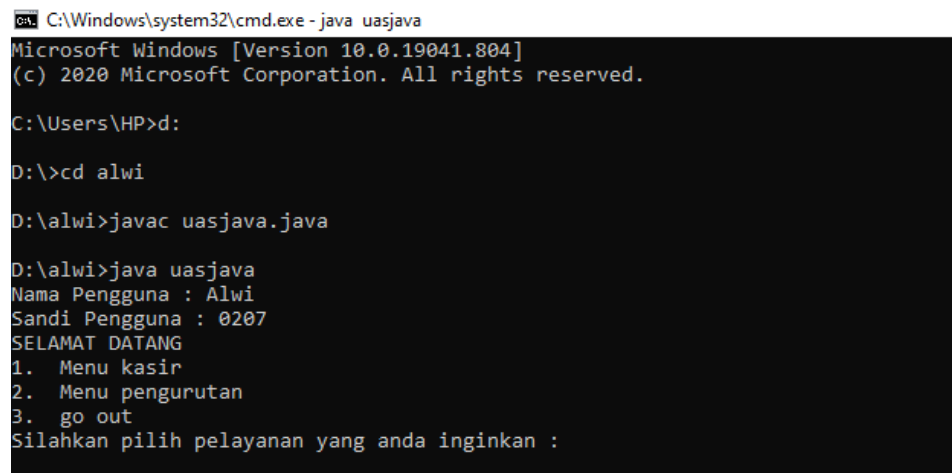 C:\Windows\system32\cmd.exe - java uasjava
Microsoft Windows [Version 10.0.19041.804]
(c) 2020 Microsoft Corporation. All rights reserved.
C:\Users\HP>d:
D:\>cd alwi
D:\alwi>javac uasjava.java
D:\alwi>java uasjava
Nama Pengguna : Alwi
Sandi Pengguna : 0207
SELAMAT DATANG
1.  Menu kasir
2.  Menu pengurutan
3.  go out
Silahkan pilih pelayanan yang anda inginkan :